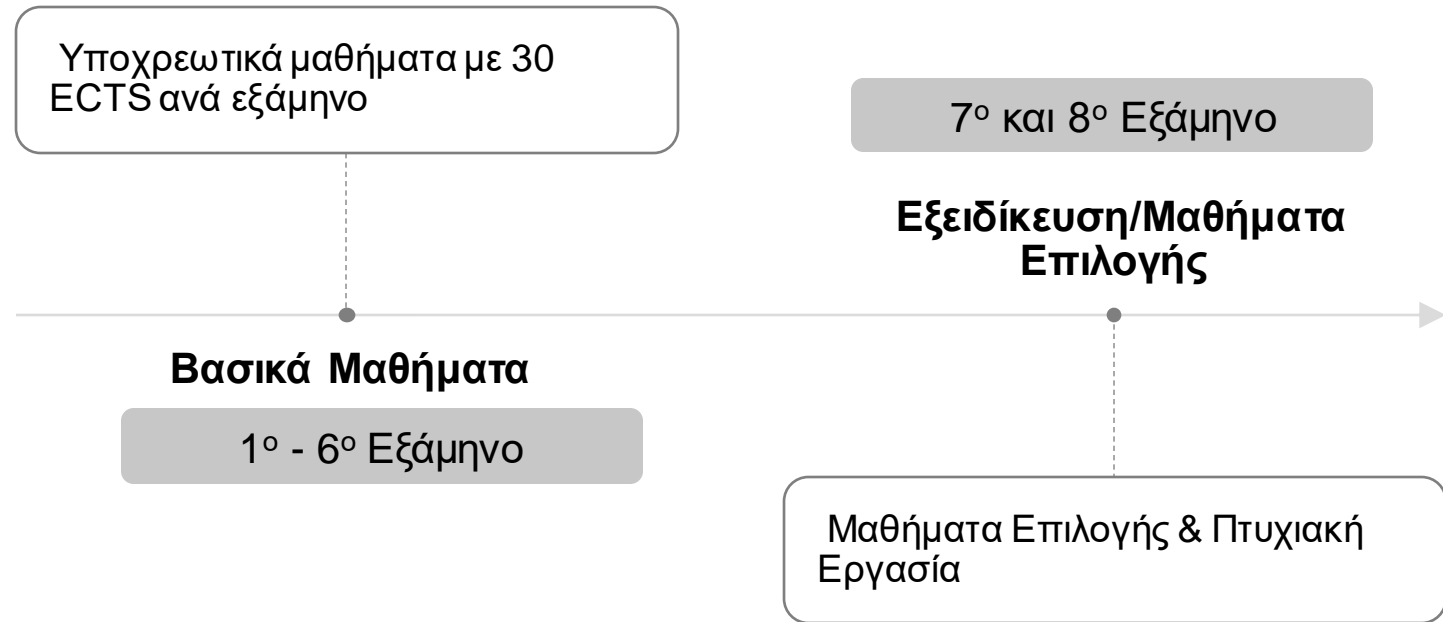 Υποχρεωτικά μαθήματα με 30
ECTS ανά εξάμηνο
Βασικά Μαθήματα
1ο - 6ο Εξάμηνο
7ο και 8ο Εξάμηνο
Εξειδίκευση/Μαθήματα
Επιλογής
Μαθήματα Επιλογής & Πτυχιακή
Εργασία